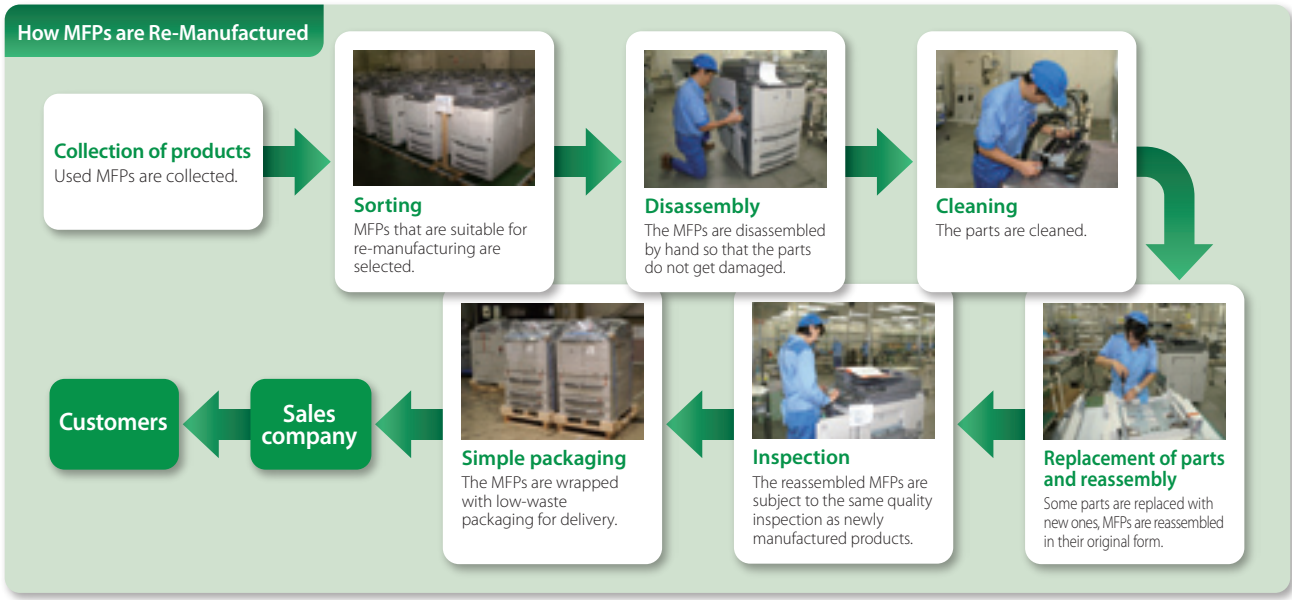 How MFPs are Re-Manufactured
Collection of products
Used MFPs are collected.
Sorting
MFPs that are suitable for
re-manufacturing are
selected.
Disassembly
The MFPs are disassembled
by hand so that the parts
do not get damaged.
Cleaning
The parts are cleaned.
Replacement of parts
and reassembly
Some parts are replaced with
new ones, MFPs are reassembled
in their original form.
Inspection
The reassembled MFPs are
subject to the same quality
inspection as newly
manufactured products.
Simple packaging
The MFPs are wrapped
with low-waste
packaging for delivery.
Sales
company
Customers